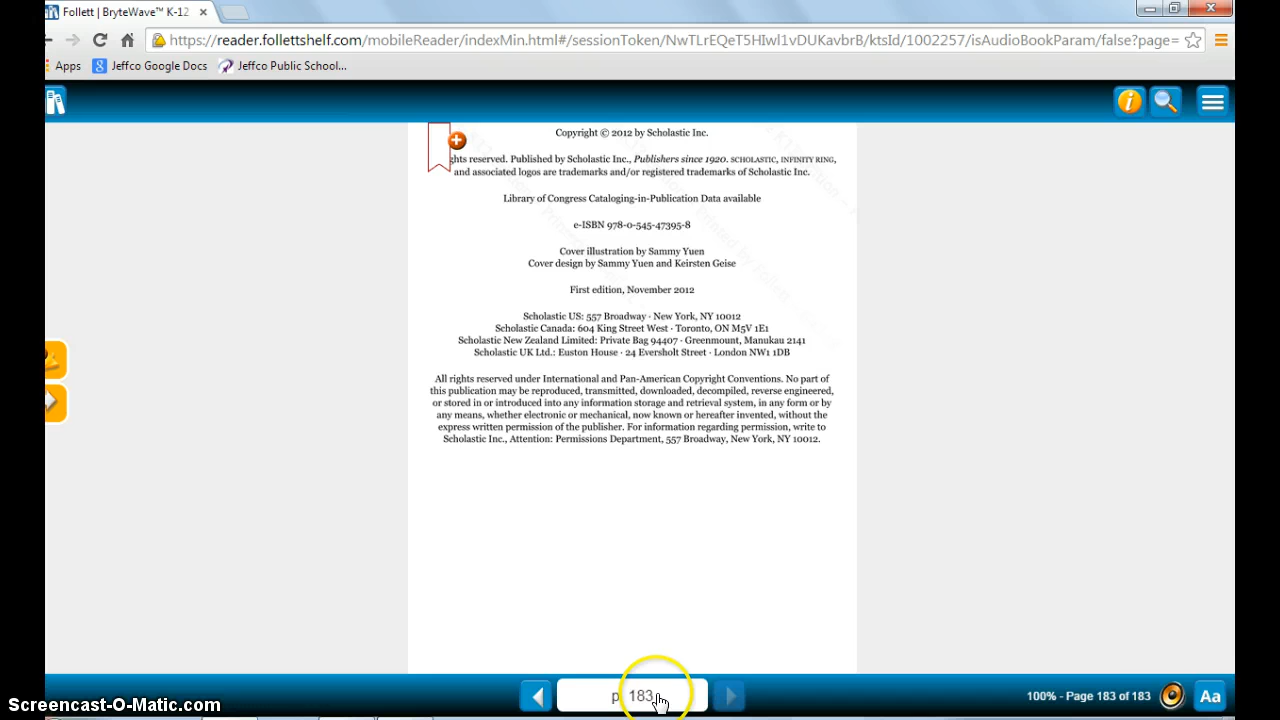 Follett | BryteWave™ K-12
https://reader.follettshelf.com/mobileReader/indexMin.html#/sessionToken/NwTLrEQeT5HIwl1vDUKavbrB/ktsId/1002257/isAudioBookParam/false?page=
Apps Jeffco Google Docs Jeffco Public School...
Copyright © 2012 by Scholastic Inc.
ghts reserved. Published by Scholastic Inc., Publishers since 1920. SCHOLASTIC, INFINITY RING,
and associated logos are trademarks and/or registered trademarks of Scholastic Inc.
Library of Congress Cataloging-in-Publication Data available
e-ISBN 978-0-545-47395-8
Cover illustration by Sammy Yuen
Cover design by Sammy Yuen and Keirsten Geise
First edition, November 2012
Scholastic US: 557 Broadway · New York, NY 10012
Scholastic Canada: 604 King Street West · Toronto, ON M5V 1E1
Scholastic New Zealand Limited: Private Bag 94407 · Greenmount, Manukau 2141
Scholastic UK Ltd.: Euston House · 24 Eversholt Street · London NW1 1DB
All rights reserved under International and Pan-American Copyright Conventions. No part of
this publication may be reproduced, transmitted, downloaded, decompiled, reverse engineered,
or stored in or introduced into any information storage and retrieval system, in any form or by
any means, whether electronic or mechanical, now known or hereafter invented, without the
express written permission of the publisher. For information regarding permission, write to
Scholastic Inc., Attention: Permissions Department, 557 Broadway, New York, NY 10012.
p 183
100% - Page 183 of 183
Aa
Screencast-O-Matic.com